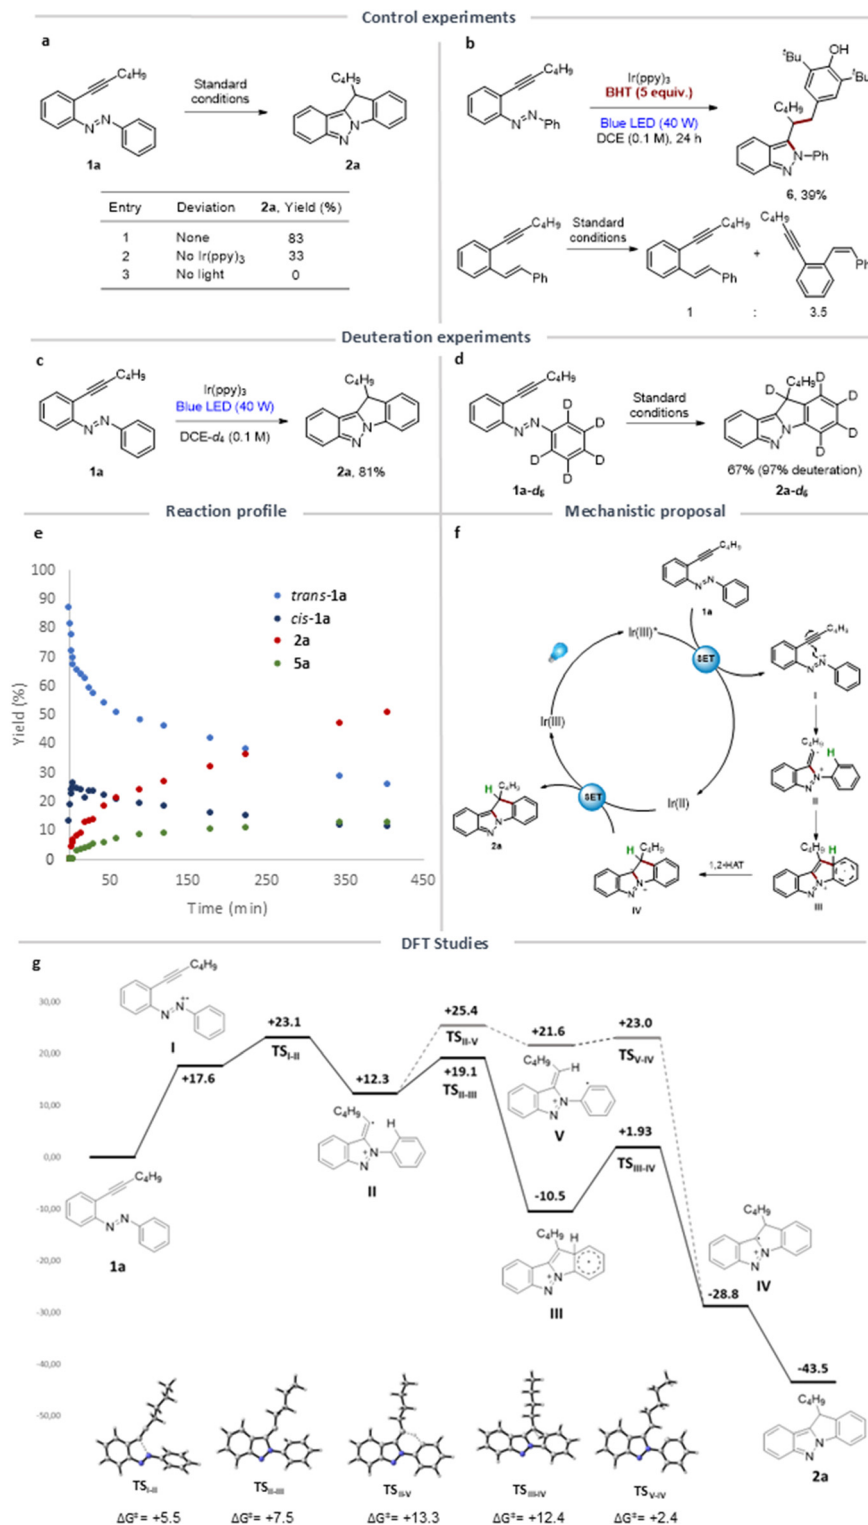 Control experiments
a
C4H9
N
N
1a
Standard
conditions
C4H9
N
N
2a
Entry Deviation 2a, Yield (%)
1 None 83
2 No Ir(ppy)3 33
3 No light 0
b
C4H9
N
N
Ph
Ir(ppy)3
BHT (5 equiv.)
Blue LED (40 W)
DCE (0.1 M), 24 h
OH
tBu
tBu
C4H9
N-Ph
N
6, 39%
C4H9
Ph
Standard
conditions
C4H9
Ph
+
C4H9
Ph
1 : 3.5
Deuteration experiments
c
C4H9
N
N
1a
Ir(ppy)3
Blue LED (40 W)
DCE-d4 (0.1 M)
C4H9
N
N
2a, 81%
d
C4H9
N
N
D
D
D
D
D
1a-d5
Standard
conditions
C4H9
D
D
D
D
D
N
N
67% (97% deuteration)
Reaction profile
e
100
90
80
70
60
50
40
30
20
10
0
Yield (%)
50 150 250 350 450
Time (min)
trans-1a
cis-1a
2a
5a
Mechanistic proposal
f
C4H9
N
N
1a
Ir(III)*
SET
C4H9
N
N
I
C4H9
H
N
N
II
C4H9
H
N
N
III
1,2-HAT
H
C4H9
N
N
IV
Ir(II)
SET
Ir(III)
H
C4H9
N
N
2a
DFT Studies
g
30,00
20,00
10,00
0,00
-10,00
-20,00
-30,00
-40,00
-50,00
C4H9
N
N
I
+17.6
C4H9
N
N
1a
+23.1
TSI-II
+12.3
C4H9
H
N
N
II
+25.4
TSII-V
+19.1
TSII-III
+21.6
C4H9
H
N
N
V
+23.0
TSV-IV
+1.93
TSIII-IV
-10.5
C4H9
H
N
N
III
C4H9
N
N
IV
-28.8
-43.5
C4H9
N
N
2a
TSI-II
TSII-III
TSII-V
TSIII-IV
TSV-IV
ΔG‡= +5.5
ΔG‡= +7.5
ΔG‡= +13.3
ΔG‡= +12.4
ΔG‡= +2.4